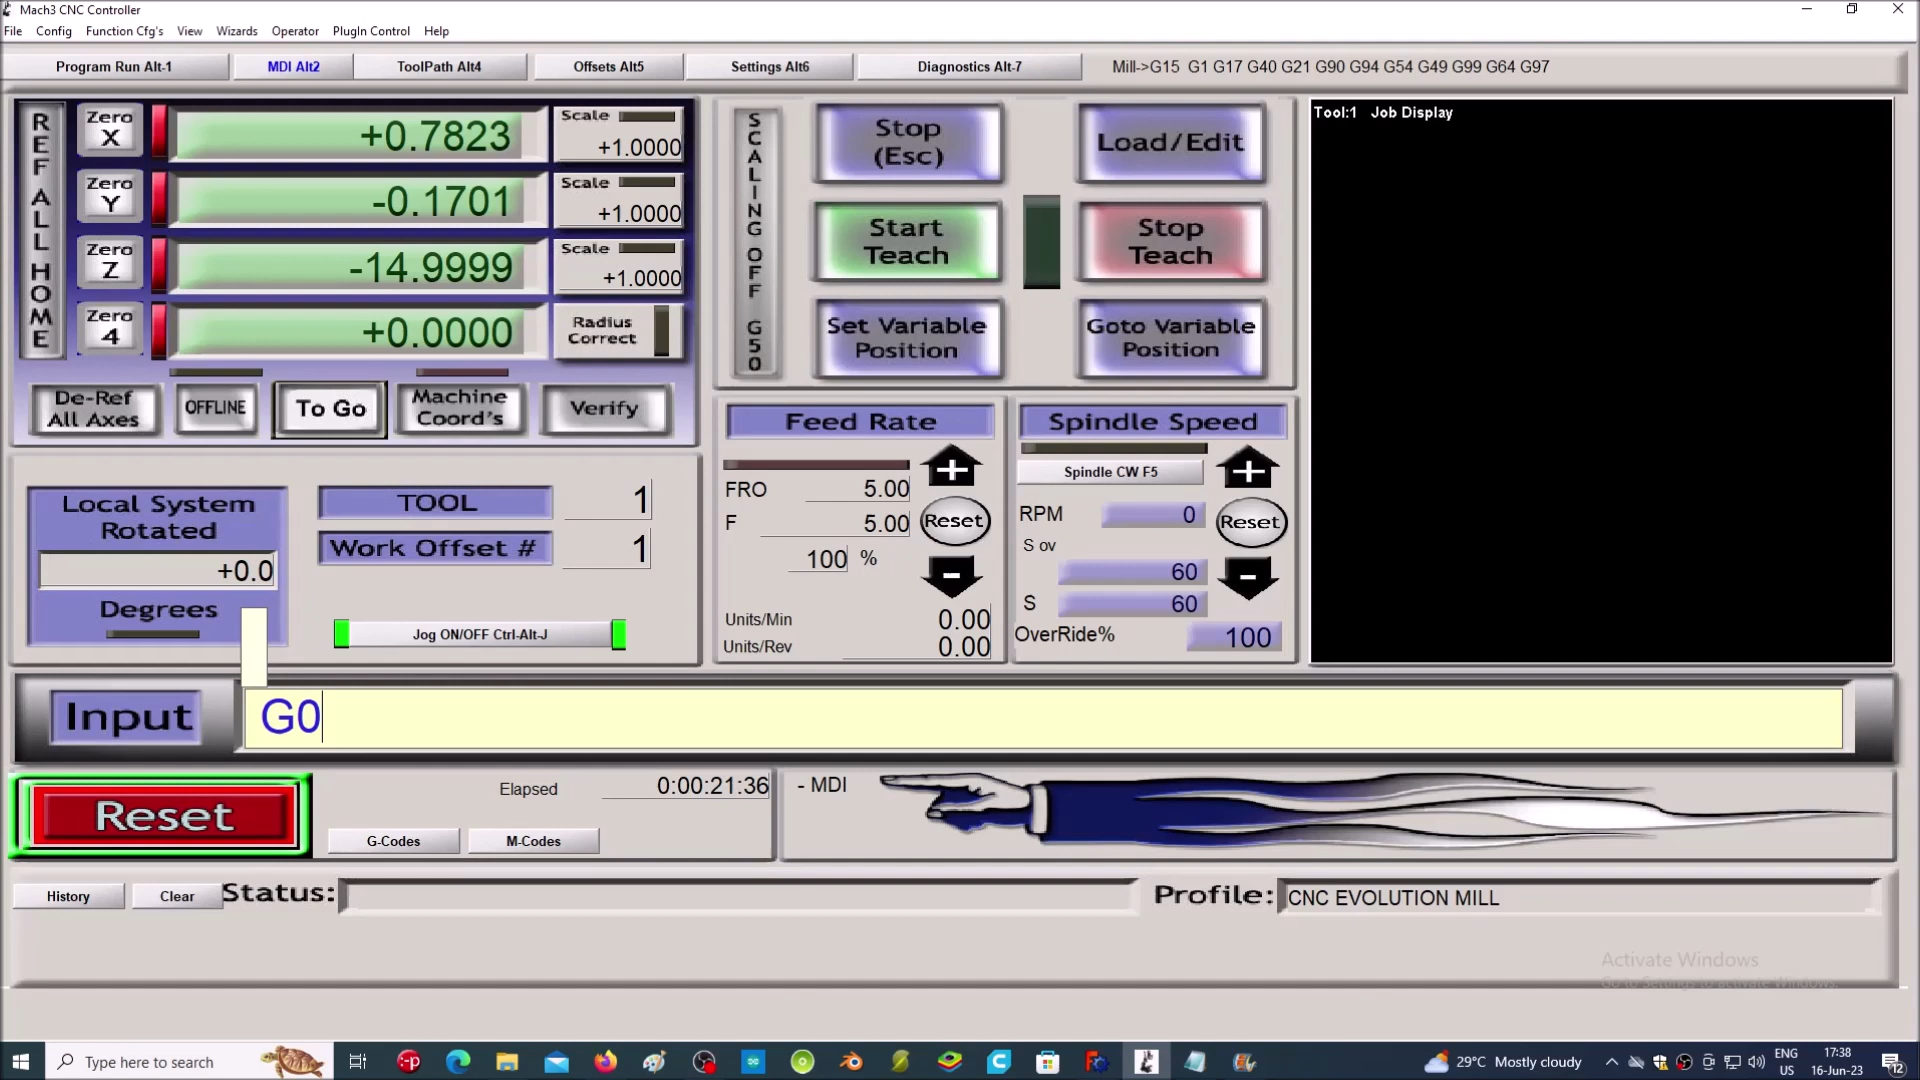 Mach3 CNC Controller
File Config Function Cfg's View Wizards Operator PlugIn Control Help
Program Run Alt-1 MDI Alt2 ToolPath Alt4 Offsets Alt5 Settings Alt6 Diagnostics Alt-7 Mill->G15 G1 G17 G40 G21 G90 G94 G54 G49 G99 G64 G97
REF ALL HOME
Zero X +0.7823 Scale +1.0000
Zero Y -0.1701 Scale +1.0000
Zero Z -14.9999 Scale +1.0000
Zero 4 +0.0000 Radius Correct
De-Ref All Axes OFFLINE To Go Machine Coord's Verify
SCALING OFF G50
Stop (Esc) Load/Edit
Start Teach Stop Teach
Set Variable Position Goto Variable Position
Tool:1 Job Display
Local System Rotated
+0.0
Degrees
TOOL 1
Work Offset # 1
Jog ON/OFF Ctrl-Alt-J
Feed Rate
FRO 5.00
F 5.00
Reset
100 %
Units/Min 0.00
Units/Rev 0.00
Spindle Speed
Spindle CW F5
RPM 0
Reset
S ov
60
S 60
OverRide% 100
Input G0
Reset
Elapsed 0:00:21:36
G-Codes M-Codes
- MDI
History Clear Status: Profile: CNC EVOLUTION MILL
Activate Windows
Go to Settings to activate Windows.
Type here to search
29°C Mostly cloudy
ENG US
17:38
16-Jun-23
12